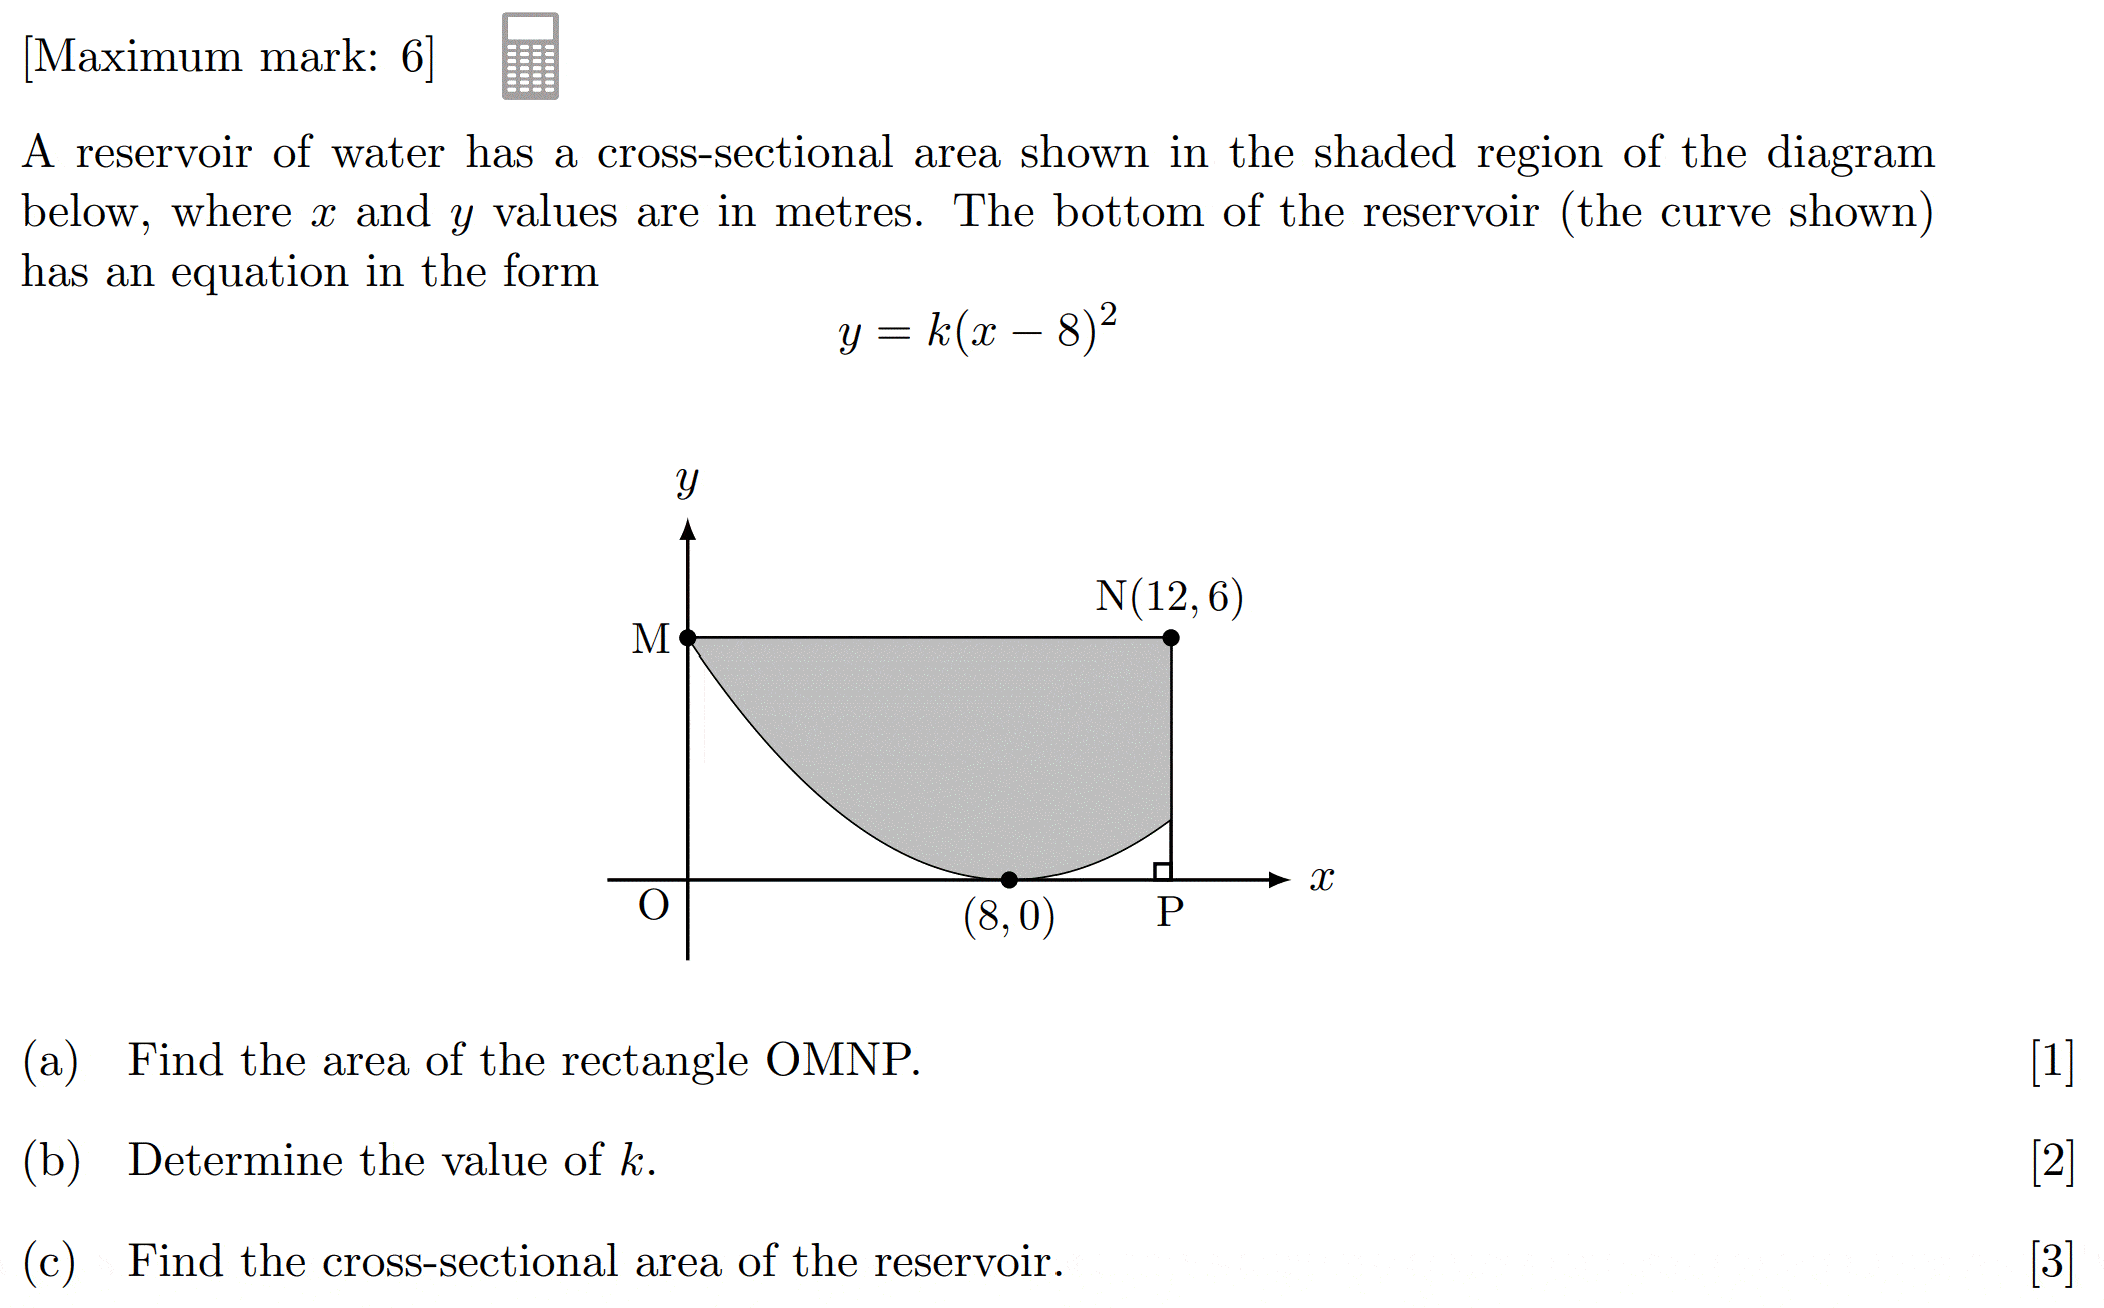 [Maximum mark: 6]
A reservoir of water has a cross-sectional area shown in the shaded region of the diagram
below, where x and y values are in metres. The bottom of the reservoir (the curve shown)
has an equation in the form
y = k(x − 8)²
y
N(12, 6)
M
x
O
(8, 0)
P
(a) Find the area of the rectangle OMNP. [1]
(b) Determine the value of k. [2]
(c) Find the cross-sectional area of the reservoir. [3]